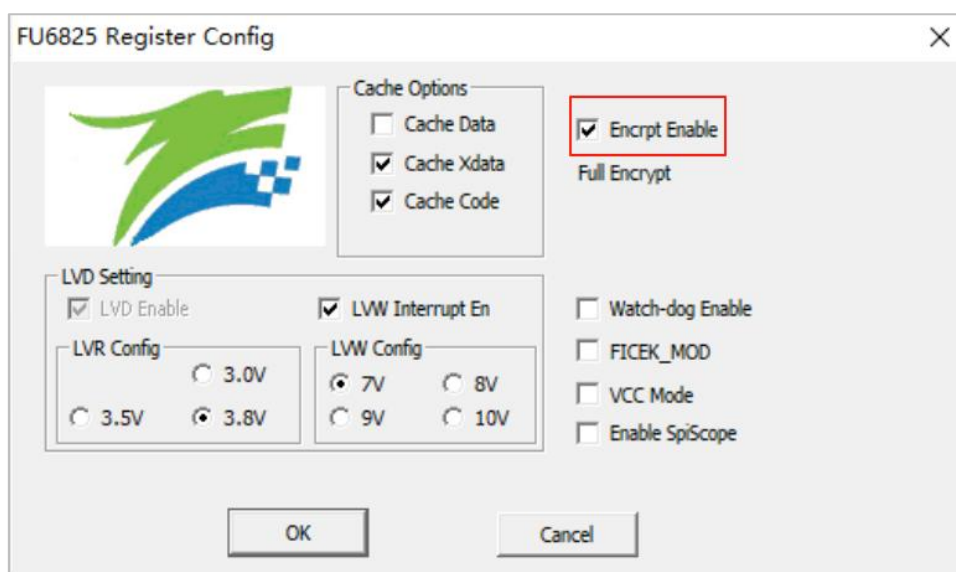 FU6825 Register Config
Cache Options
Cache Data
Cache Xdata
Cache Code
Encrpt Enable
Full Encrypt
LVD Setting
LVD Enable
LVW Interrupt En
LVR Config
3.0V
3.5V
3.8V
LVW Config
7V
8V
9V
10V
Watch-dog Enable
FICEK_MOD
VCC Mode
Enable SpiScope
OK
Cancel